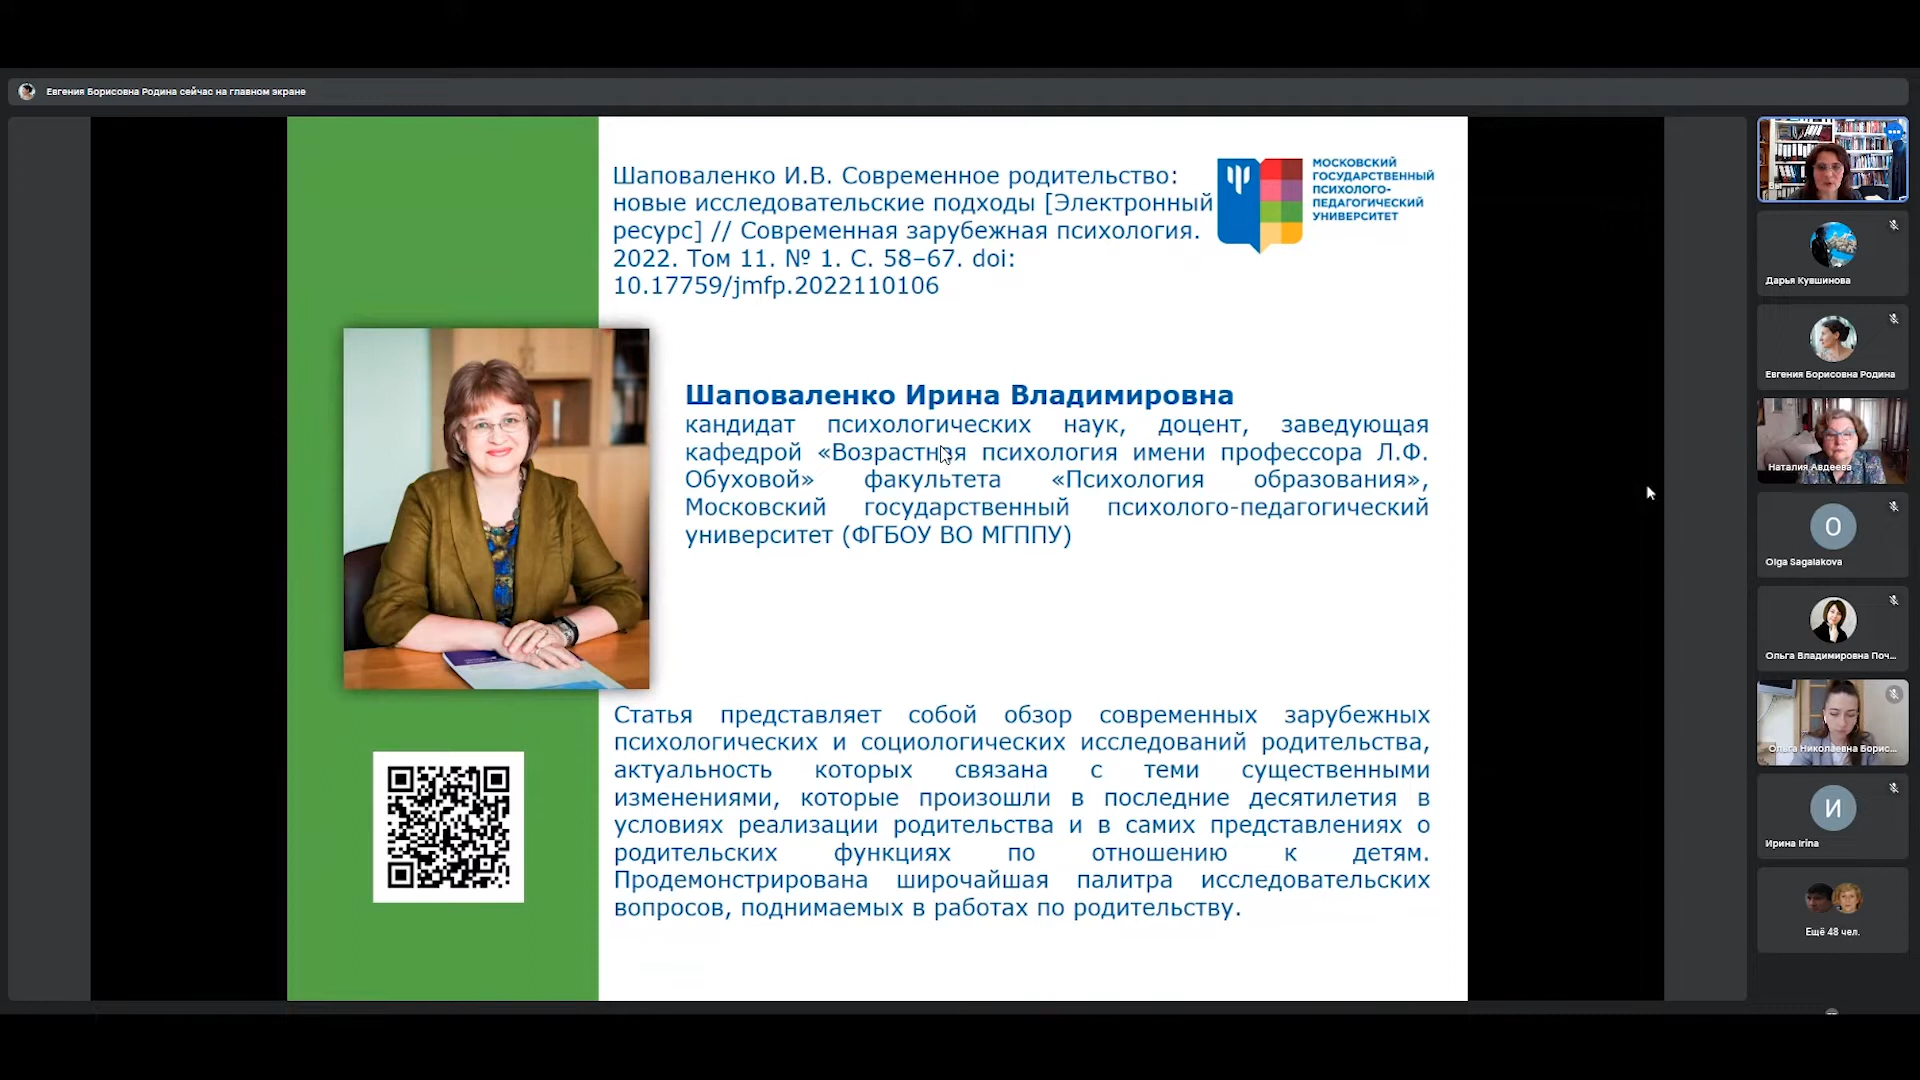 Евгения Борисовна Родина сейчас на главном экране
Шаповаленко И.В. Современное родительство:
новые исследовательские подходы [Электронный
ресурс] // Современная зарубежная психология.
2022. Том 11. № 1. С. 58–67. doi:
10.17759/jmfp.2022110106
МОСКОВСКИЙ
ГОСУДАРСТВЕННЫЙ
ПСИХОЛОГО-
ПЕДАГОГИЧЕСКИЙ
УНИВЕРСИТЕТ
Шаповаленко Ирина Владимировна
кандидат психологических наук, доцент, заведующая
кафедрой «Возрастная психология имени профессора Л.Ф.
Обуховой» факультета «Психология образования»,
Московский государственный психолого-педагогический
университет (ФГБОУ ВО МГППУ)
Статья представляет собой обзор современных зарубежных
психологических и социологических исследований родительства,
актуальность которых связана с теми существенными
изменениями, которые произошли в последние десятилетия в
условиях реализации родительства и в самих представлениях о
родительских функциях по отношению к детям.
Продемонстрирована широчайшая палитра исследовательских
вопросов, поднимаемых в работах по родительству.
Вы
Дарья Кувшинова
Евгения Борисовна Родина
Наталия Авдеева
O
Olga Sagalakova
Ольга Владимировна Поч...
Ольга Николаевна Борис...
И
Ирина Irina
Ещё 48 чел.